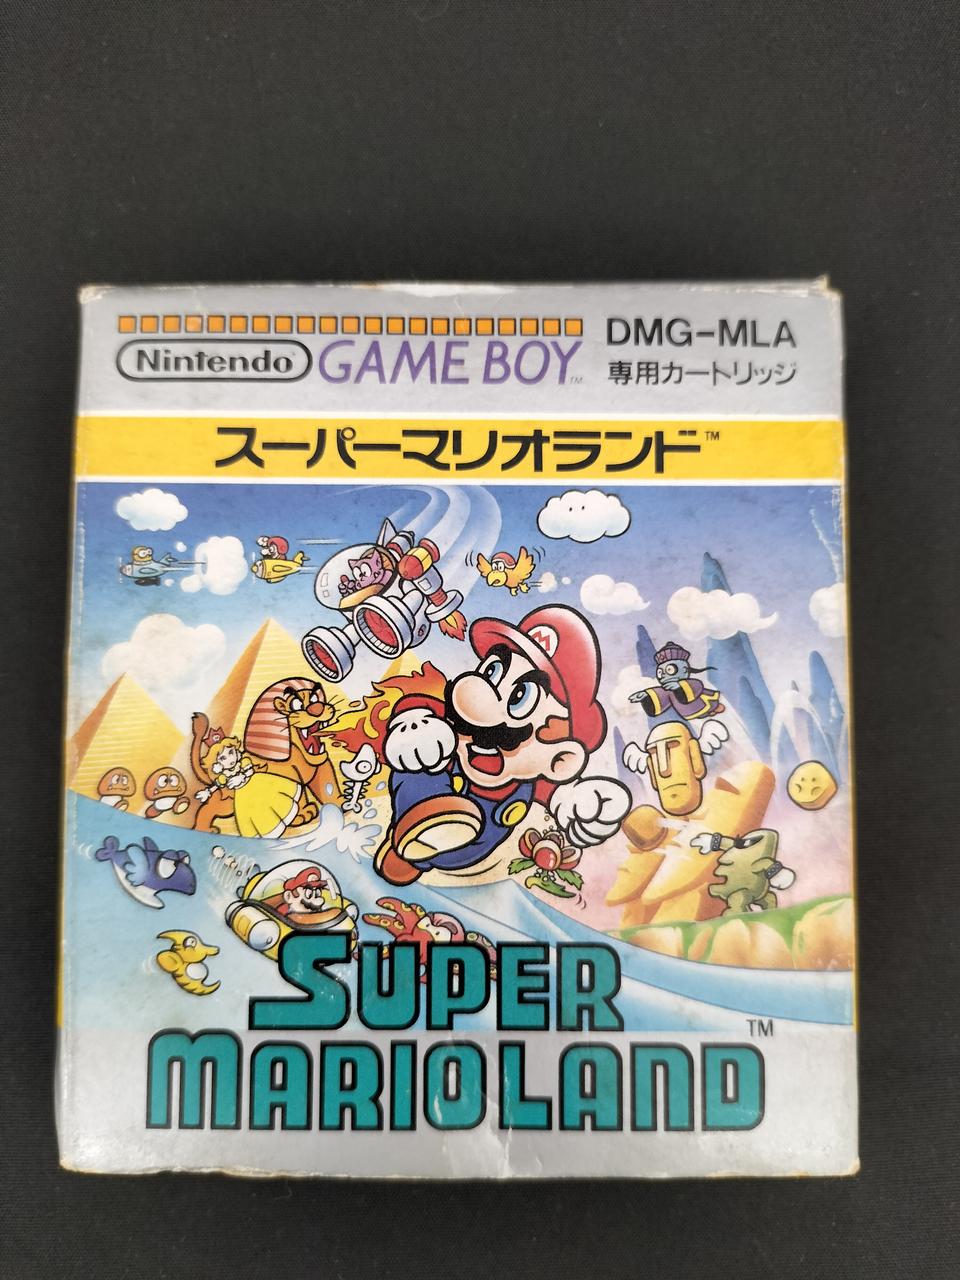 Nintendo GAME BOY™
DMG-MLA
専用カートリッジ
スーパーマリオランド™
M
SUPER
MARIOLAND™